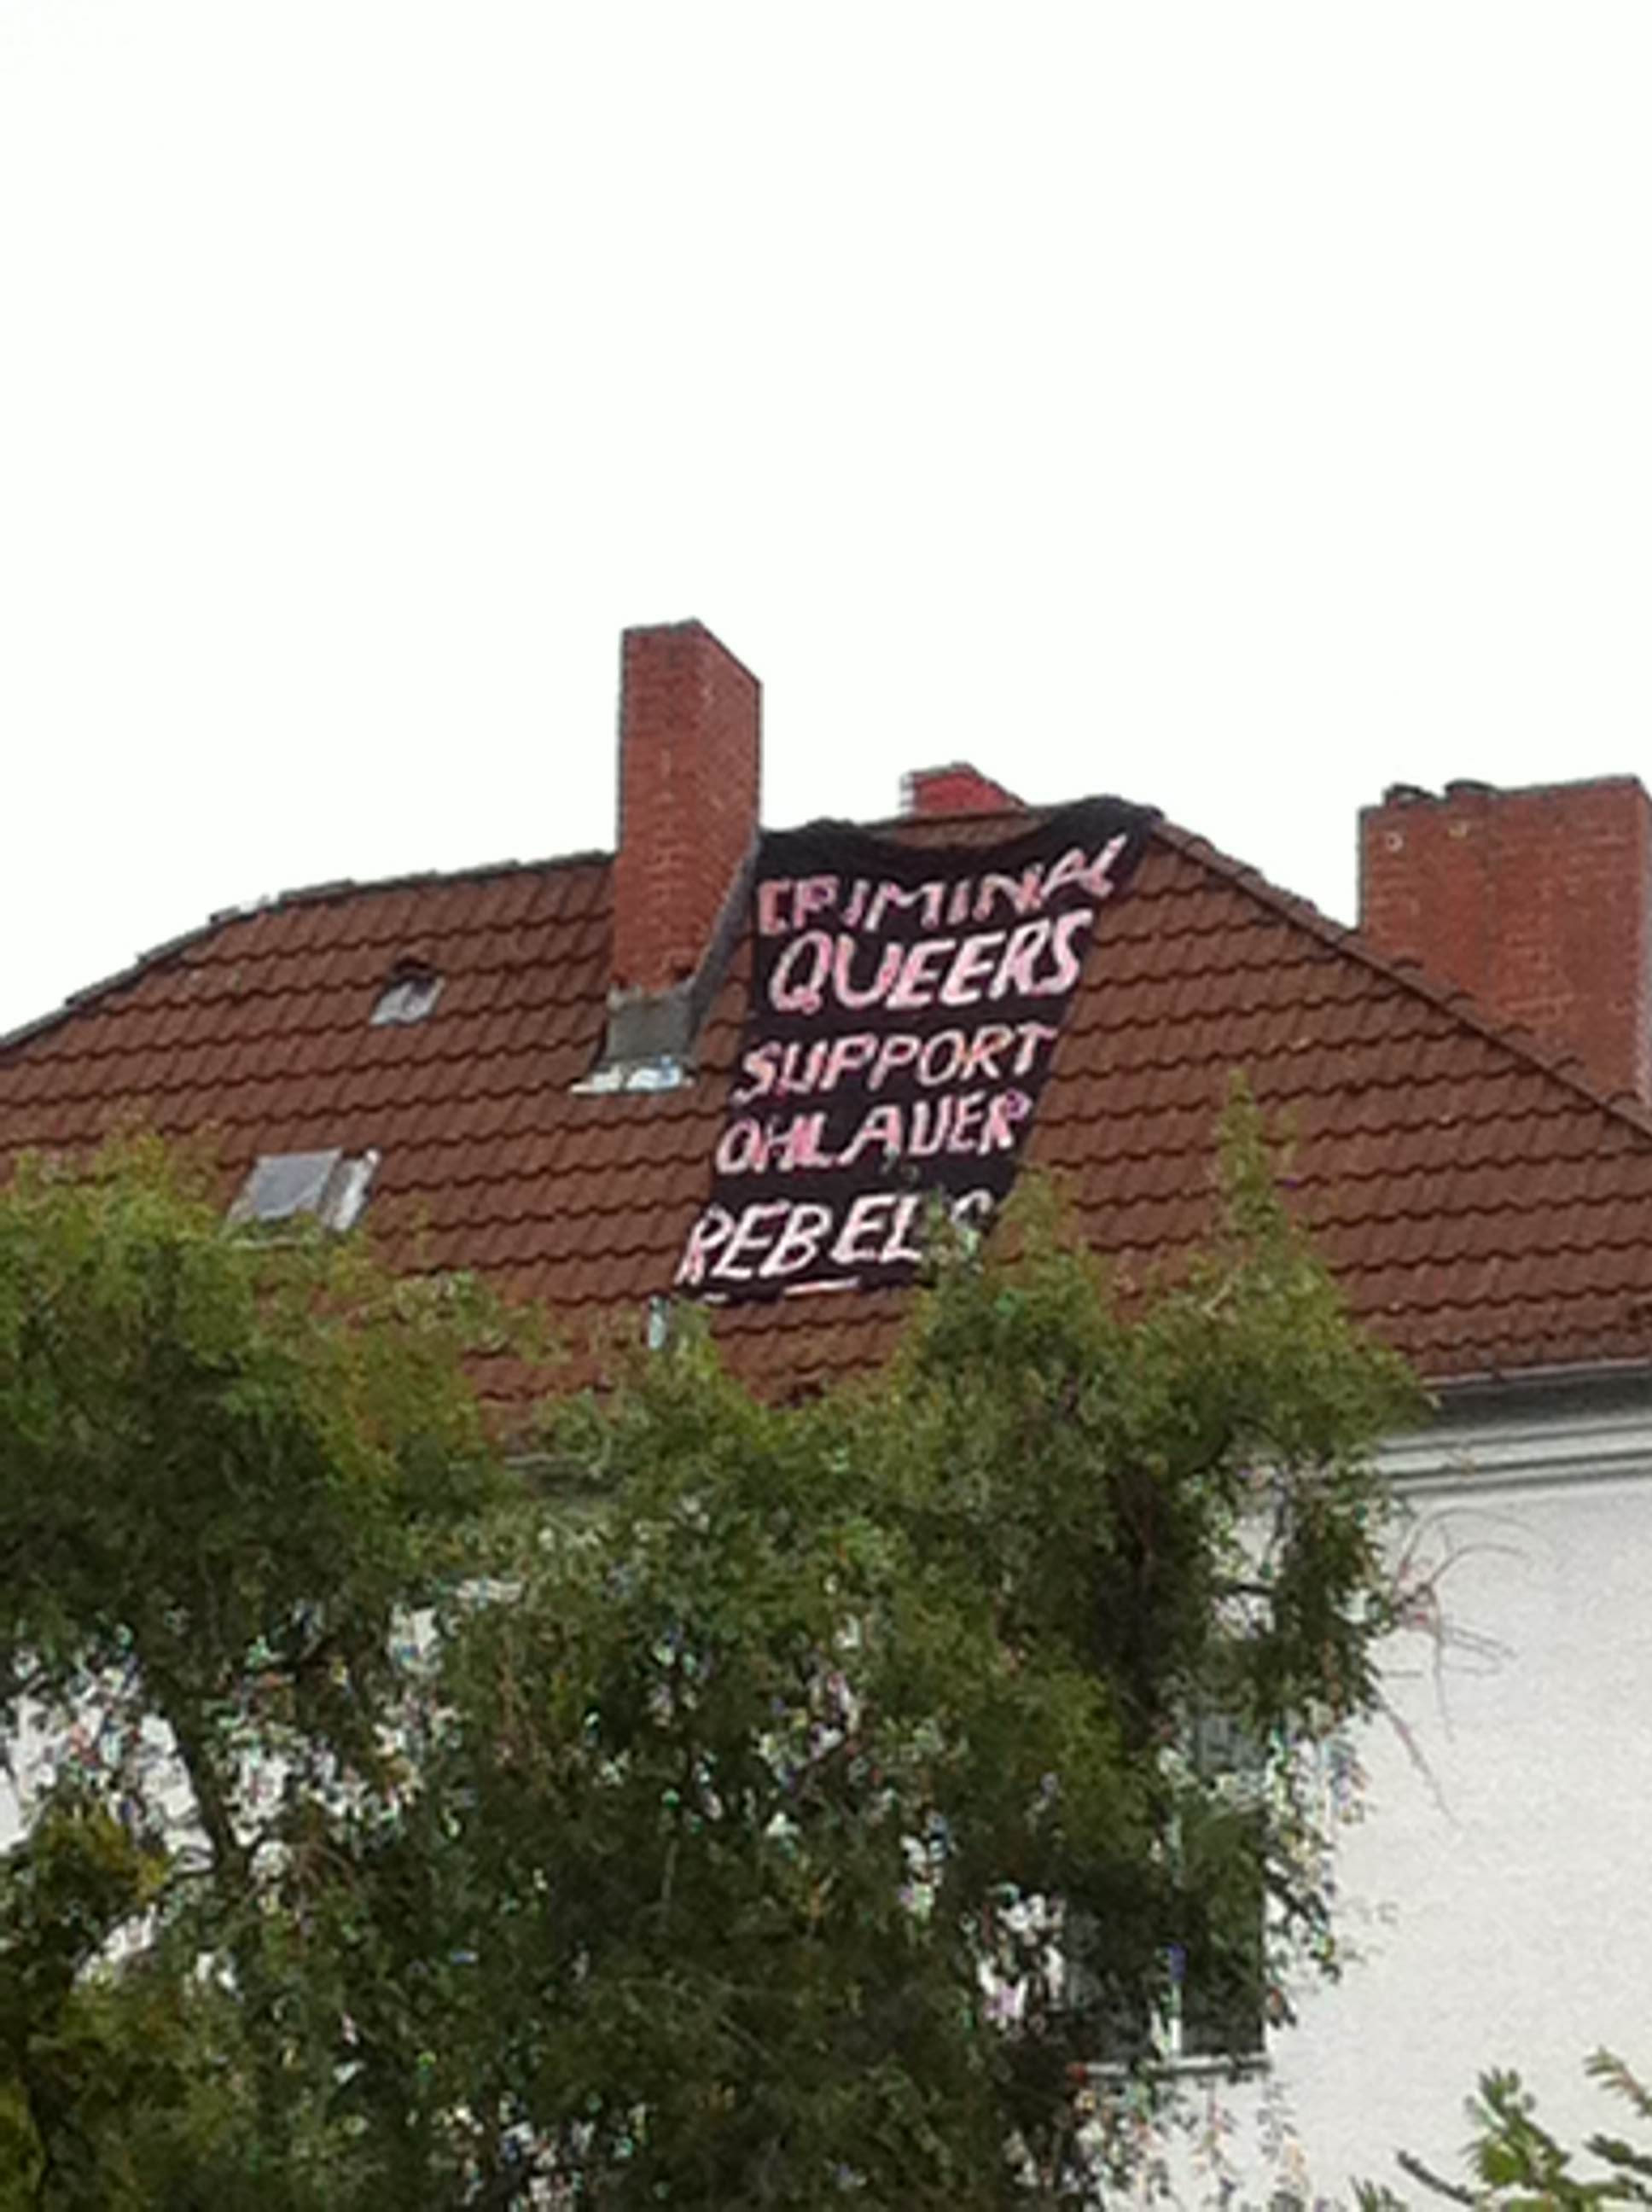 CRIMINAL
QUEERS
SUPPORT
OHLAUER
REBELS